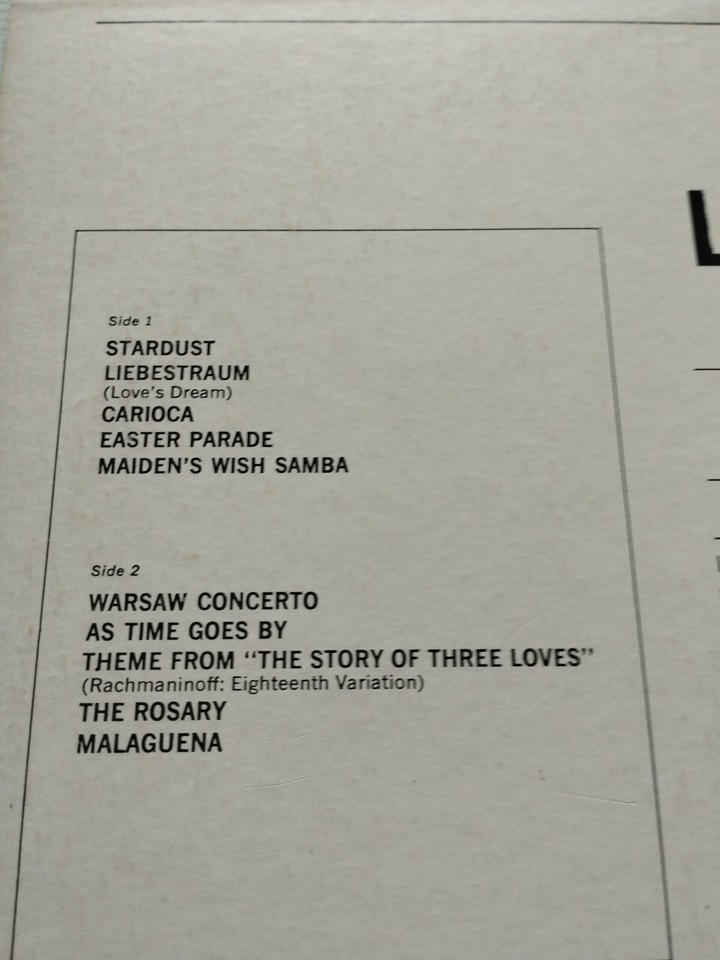 Side 1
STARDUST
LIEBESTRAUM
(Love's Dream)
CARIOCA
EASTER PARADE
MAIDEN'S WISH SAMBA
Side 2
WARSAW CONCERTO
AS TIME GOES BY
THEME FROM “THE STORY OF THREE LOVES”
(Rachmaninoff: Eighteenth Variation)
THE ROSARY
MALAGUENA
L